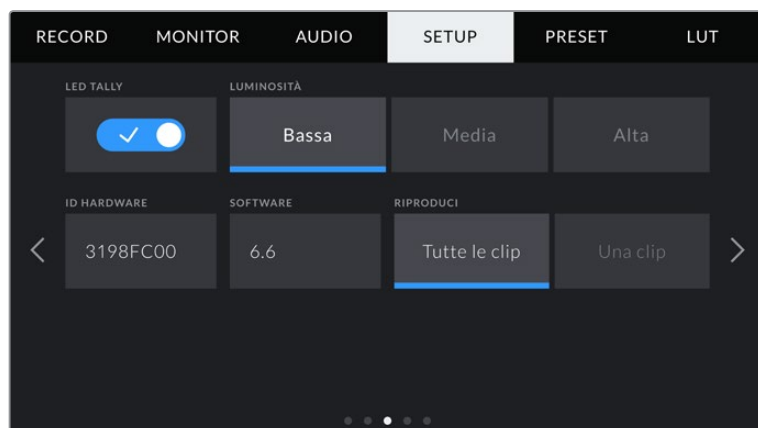 RECORD MONITOR AUDIO SETUP PRESET LUT
LED TALLY LUMINOSITÀ
Bassa Media Alta
ID HARDWARE SOFTWARE RIPRODUCI
3198FC00 6.6 Tutte le clip Una clip